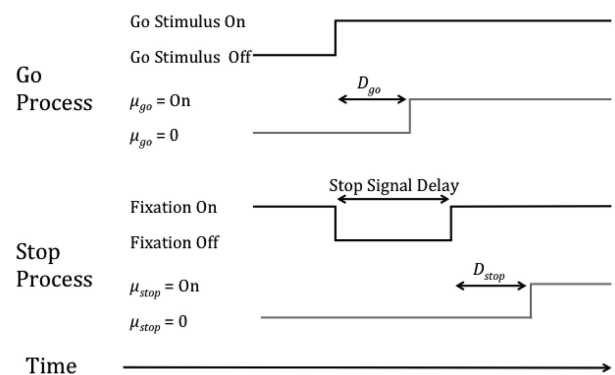 Go Stimulus On
Go Stimulus Off
Go
Process
D_go
μ_go = On
μ_go = 0
Stop Signal Delay
Fixation On
Fixation Off
Stop
Process
D_stop
μ_stop = On
μ_stop = 0
Time